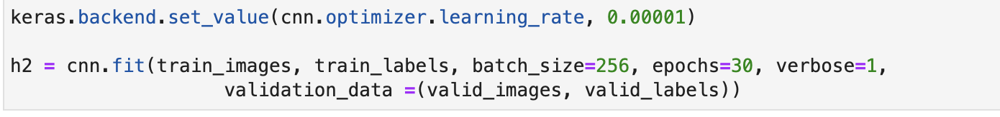 keras.backend.set_value(cnn.optimizer.learning_rate, 0.00001)
h2 = cnn.fit(train_images, train_labels, batch_size=256, epochs=30, verbose=1,
validation_data =(valid_images, valid_labels))